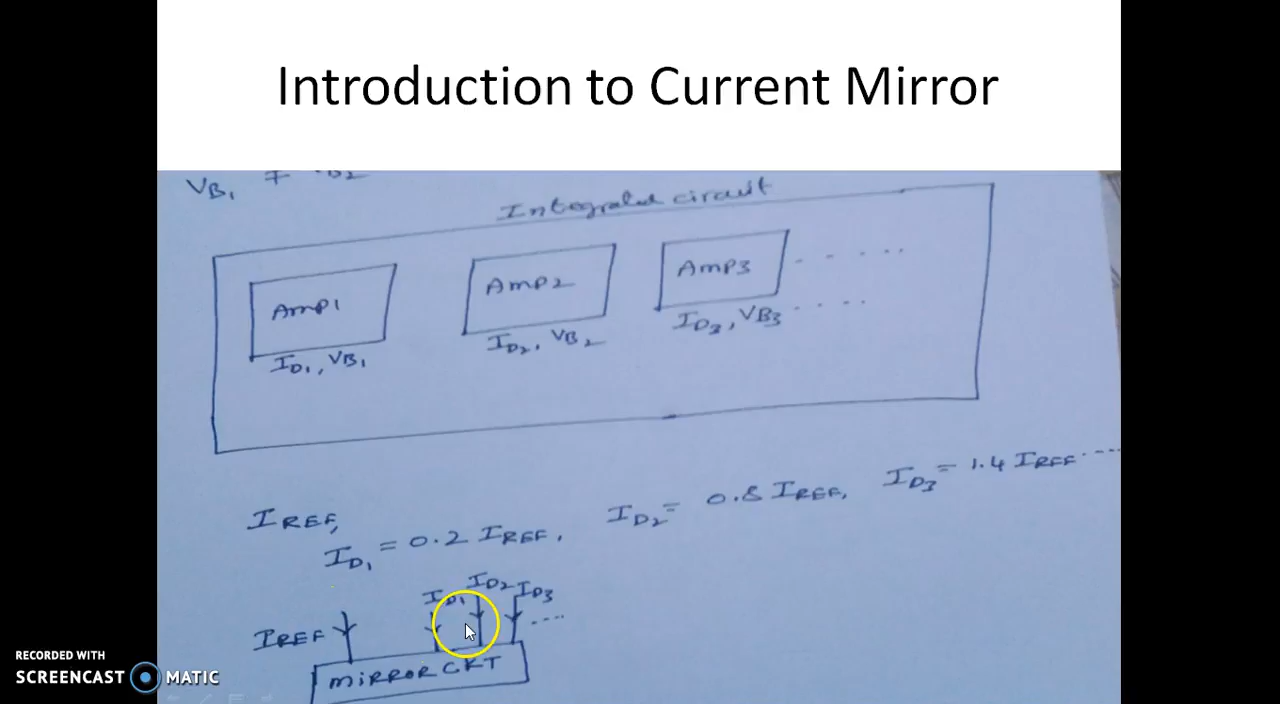 Introduction to Current Mirror
VB1 ≠ VB2
Integrated circuit
Amp1
Amp2
Amp3 . . . . .
ID1, VB1
ID2, VB2
ID3, VB3 . . . .
IREF,
ID1 = 0.2 IREF, ID2 = 0.8 IREF, ID3 = 1.4 IREF ....
IREF ID1 ID2 ID3 ....
MIRROR CKT
RECORDED WITH
SCREENCAST MATIC